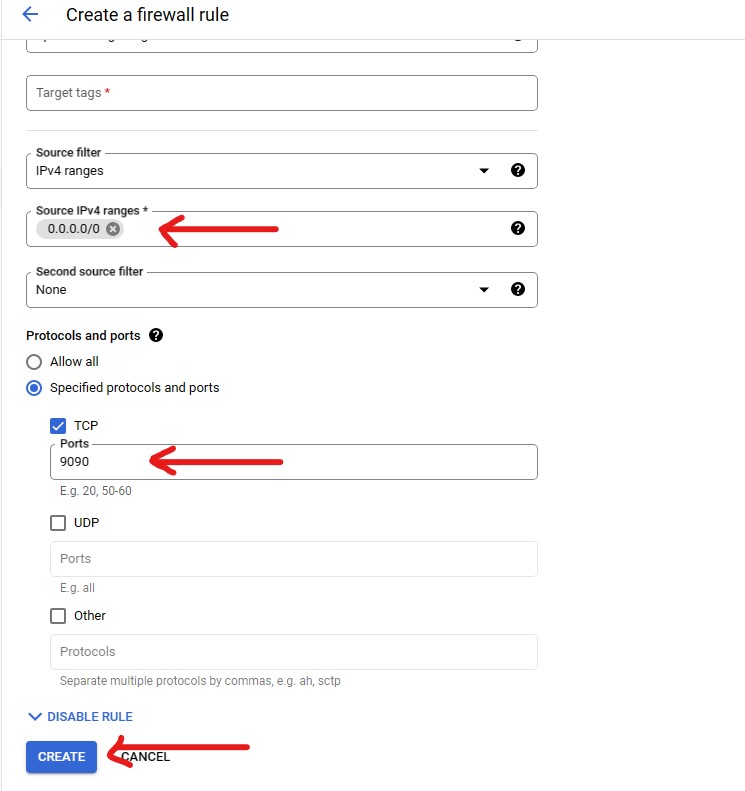 Create a firewall rule
Target tags *
Source filter
IPv4 ranges
Source IPv4 ranges *
0.0.0.0/0
Second source filter
None
Protocols and ports
Allow all
Specified protocols and ports
TCP
Ports
9090
E.g. 20, 50-60
UDP
Ports
E.g. all
Other
Protocols
Separate multiple protocols by commas, e.g. ah, sctp
DISABLE RULE
CREATE
CANCEL